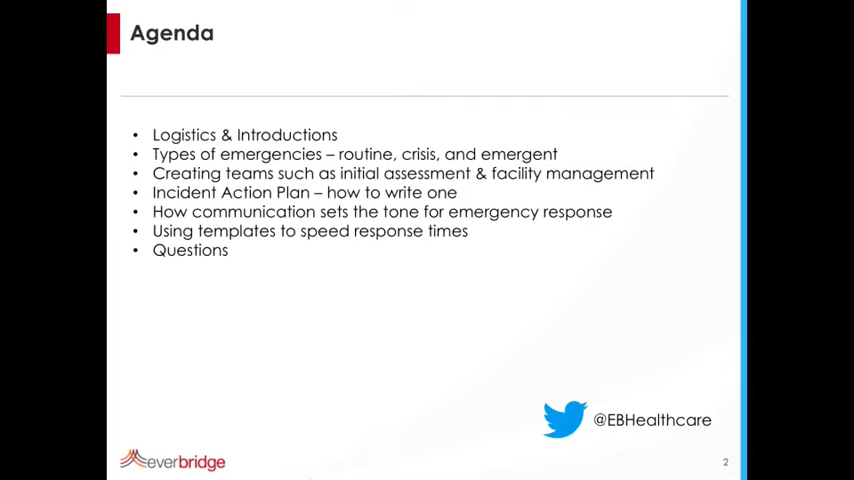 Agenda
• Logistics & Introductions
• Types of emergencies – routine, crisis, and emergent
• Creating teams such as initial assessment & facility management
• Incident Action Plan – how to write one
• How communication sets the tone for emergency response
• Using templates to speed response times
• Questions
@EBHealthcare
everbridge
2